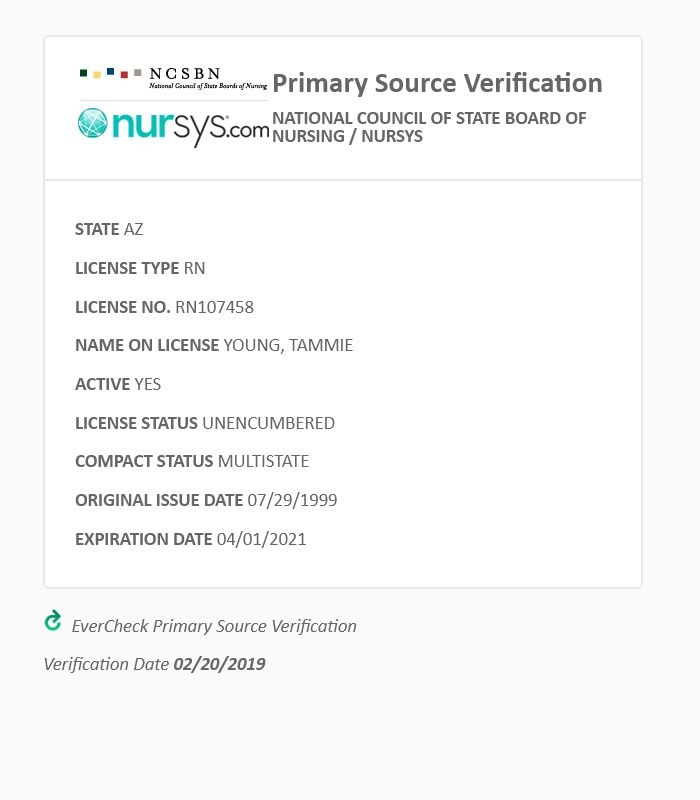 NCSBN
National Council of State Boards of Nursing
Primary Source Verification
nursys.com
NATIONAL COUNCIL OF STATE BOARD OF
NURSING / NURSYS
STATE AZ
LICENSE TYPE RN
LICENSE NO. RN107458
NAME ON LICENSE YOUNG, TAMMIE
ACTIVE YES
LICENSE STATUS UNENCUMBERED
COMPACT STATUS MULTISTATE
ORIGINAL ISSUE DATE 07/29/1999
EXPIRATION DATE 04/01/2021
EverCheck Primary Source Verification
Verification Date 02/20/2019